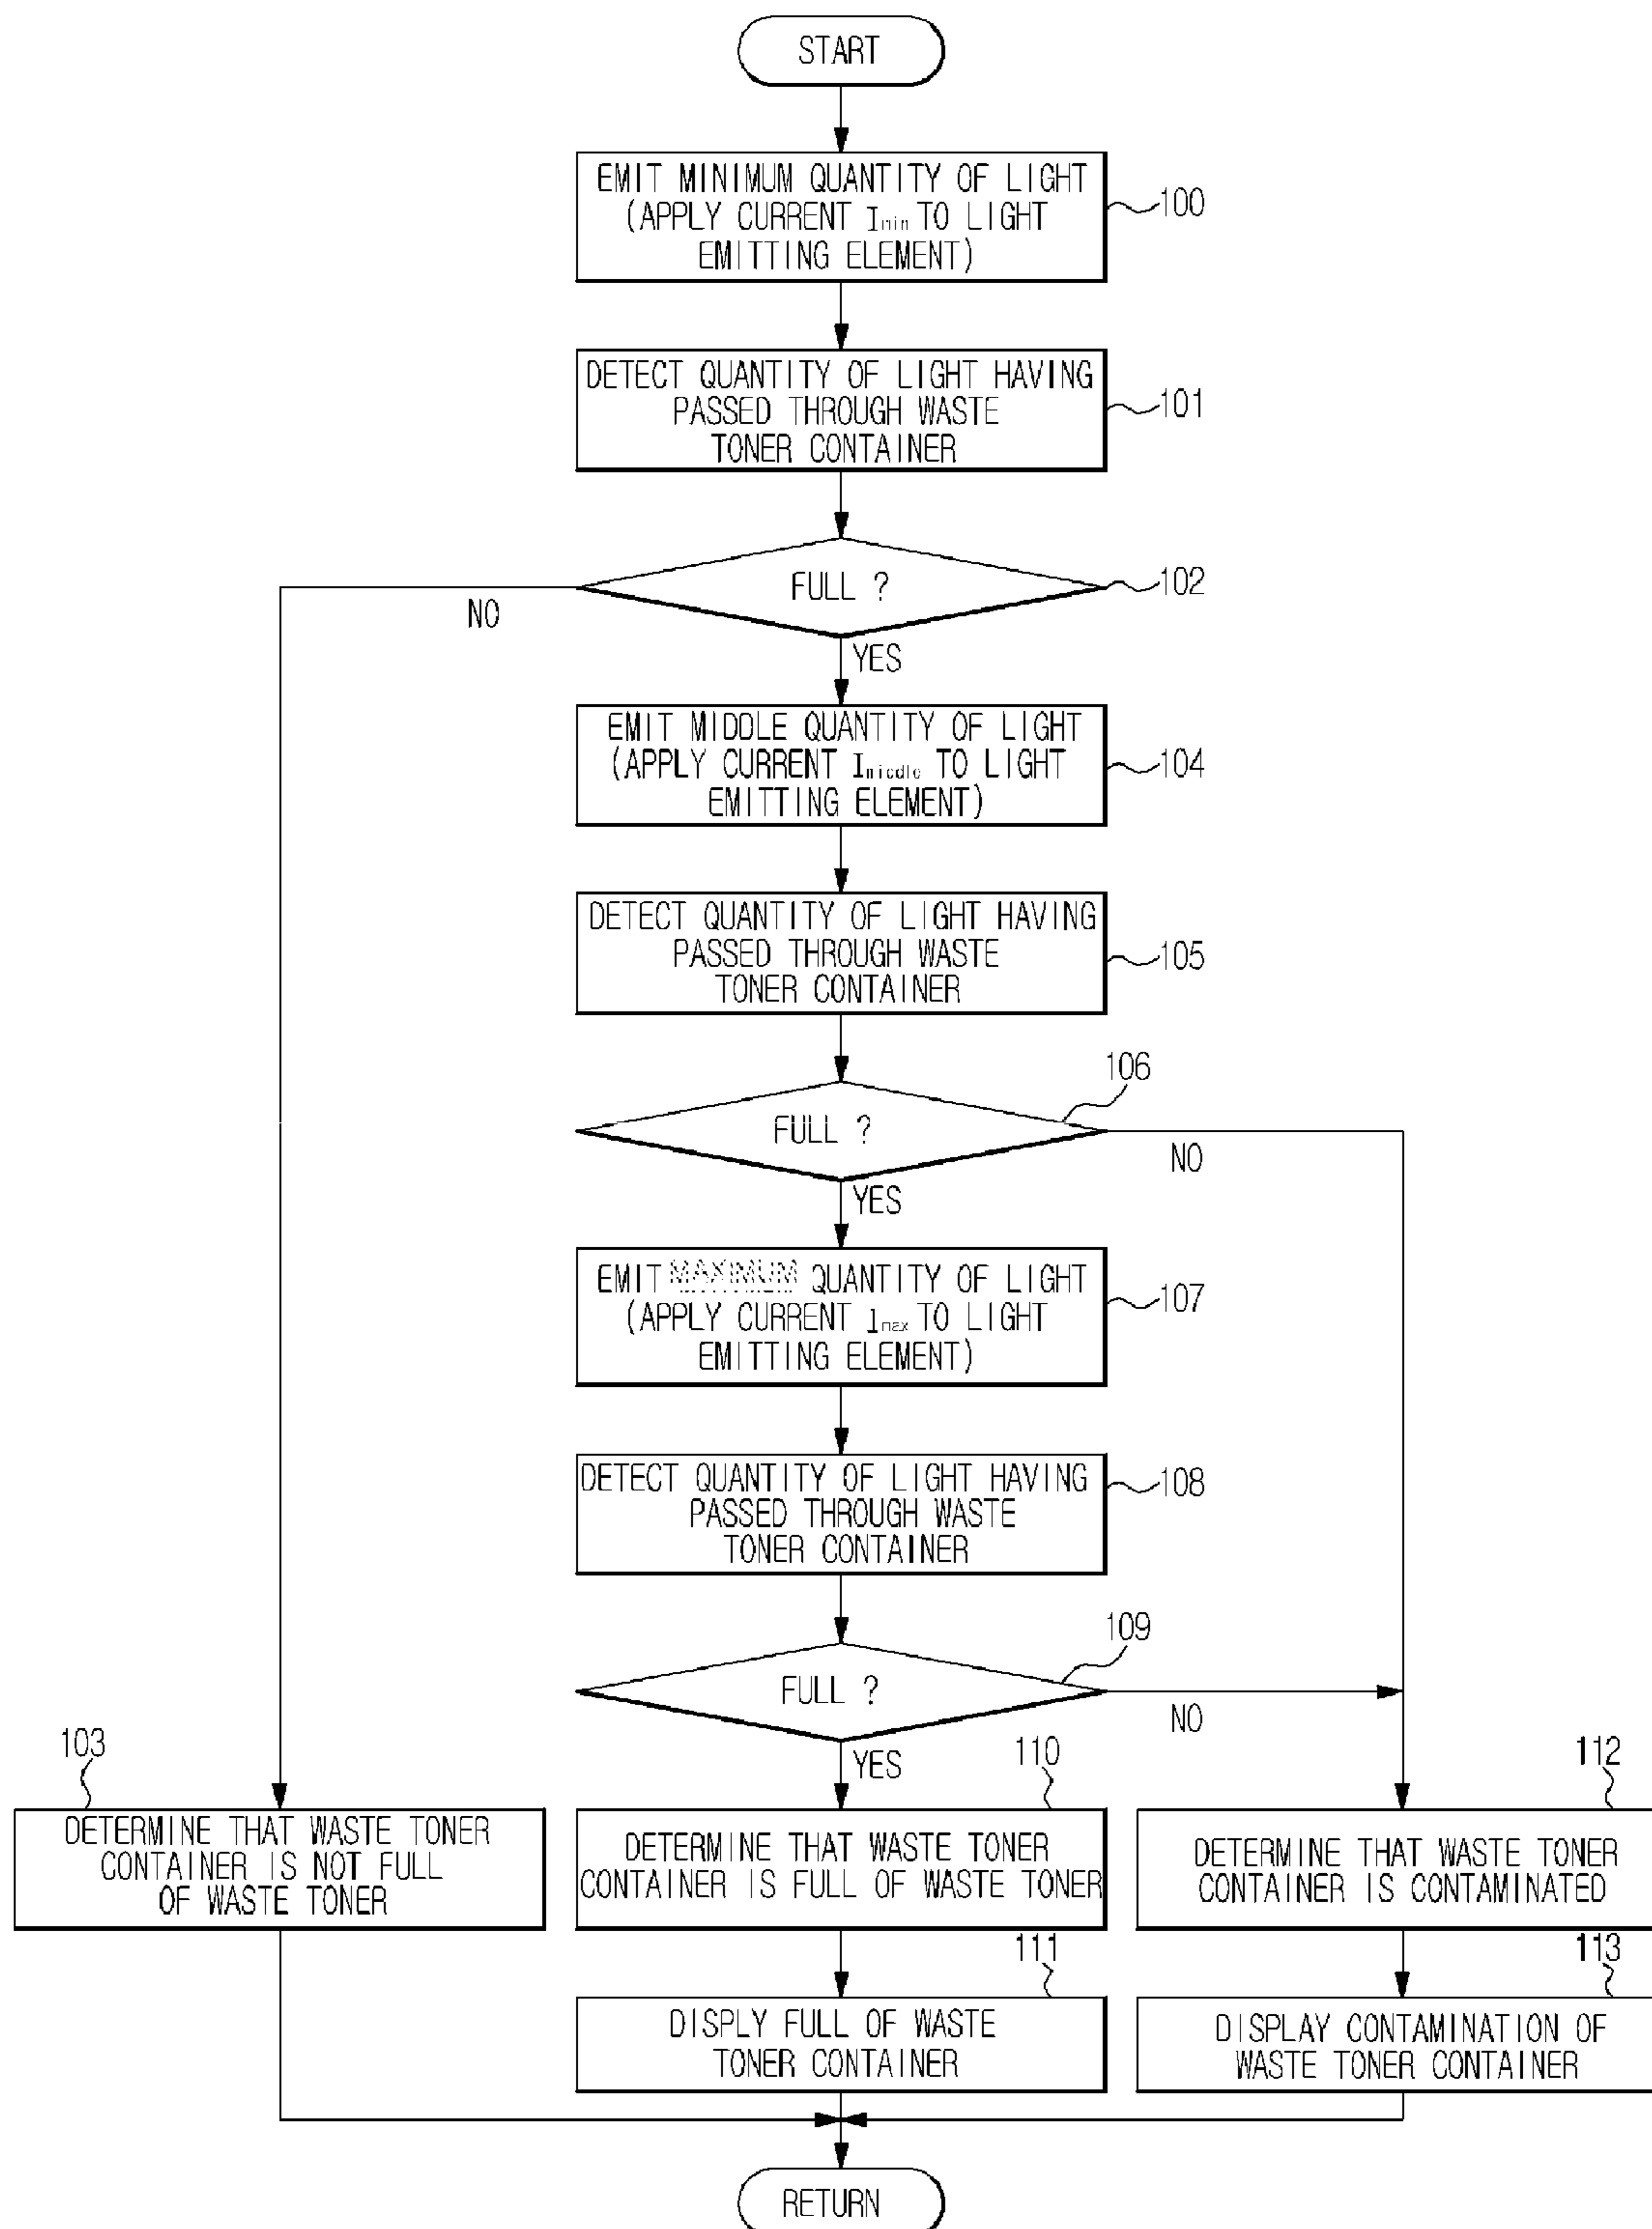 START
EMIT MINIMUM QUANTITY OF LIGHT
(APPLY CURRENT Imin TO LIGHT
EMITTING ELEMENT)
100
DETECT QUANTITY OF LIGHT HAVING
PASSED THROUGH WASTE
TONER CONTAINER
101
FULL ?
102
NO
YES
EMIT MIDDLE QUANTITY OF LIGHT
(APPLY CURRENT Imiddle TO LIGHT
EMITTING ELEMENT)
104
DETECT QUANTITY OF LIGHT HAVING
PASSED THROUGH WASTE
TONER CONTAINER
105
106
FULL ?
NO
YES
EMIT MAXIMUM QUANTITY OF LIGHT
(APPLY CURRENT Imax TO LIGHT
EMITTING ELEMENT)
107
DETECT QUANTITY OF LIGHT HAVING
PASSED THROUGH WASTE
TONER CONTAINER
108
109
FULL ?
NO
YES
103
DETERMINE THAT WASTE TONER
CONTAINER IS NOT FULL
OF WASTE TONER
110
DETERMINE THAT WASTE TONER
CONTAINER IS FULL OF WASTE TONER
112
DETERMINE THAT WASTE TONER
CONTAINER IS CONTAMINATED
111
DISPLY FULL OF WASTE
TONER CONTAINER
113
DISPLAY CONTAMINATION OF
WASTE TONER CONTAINER
RETURN